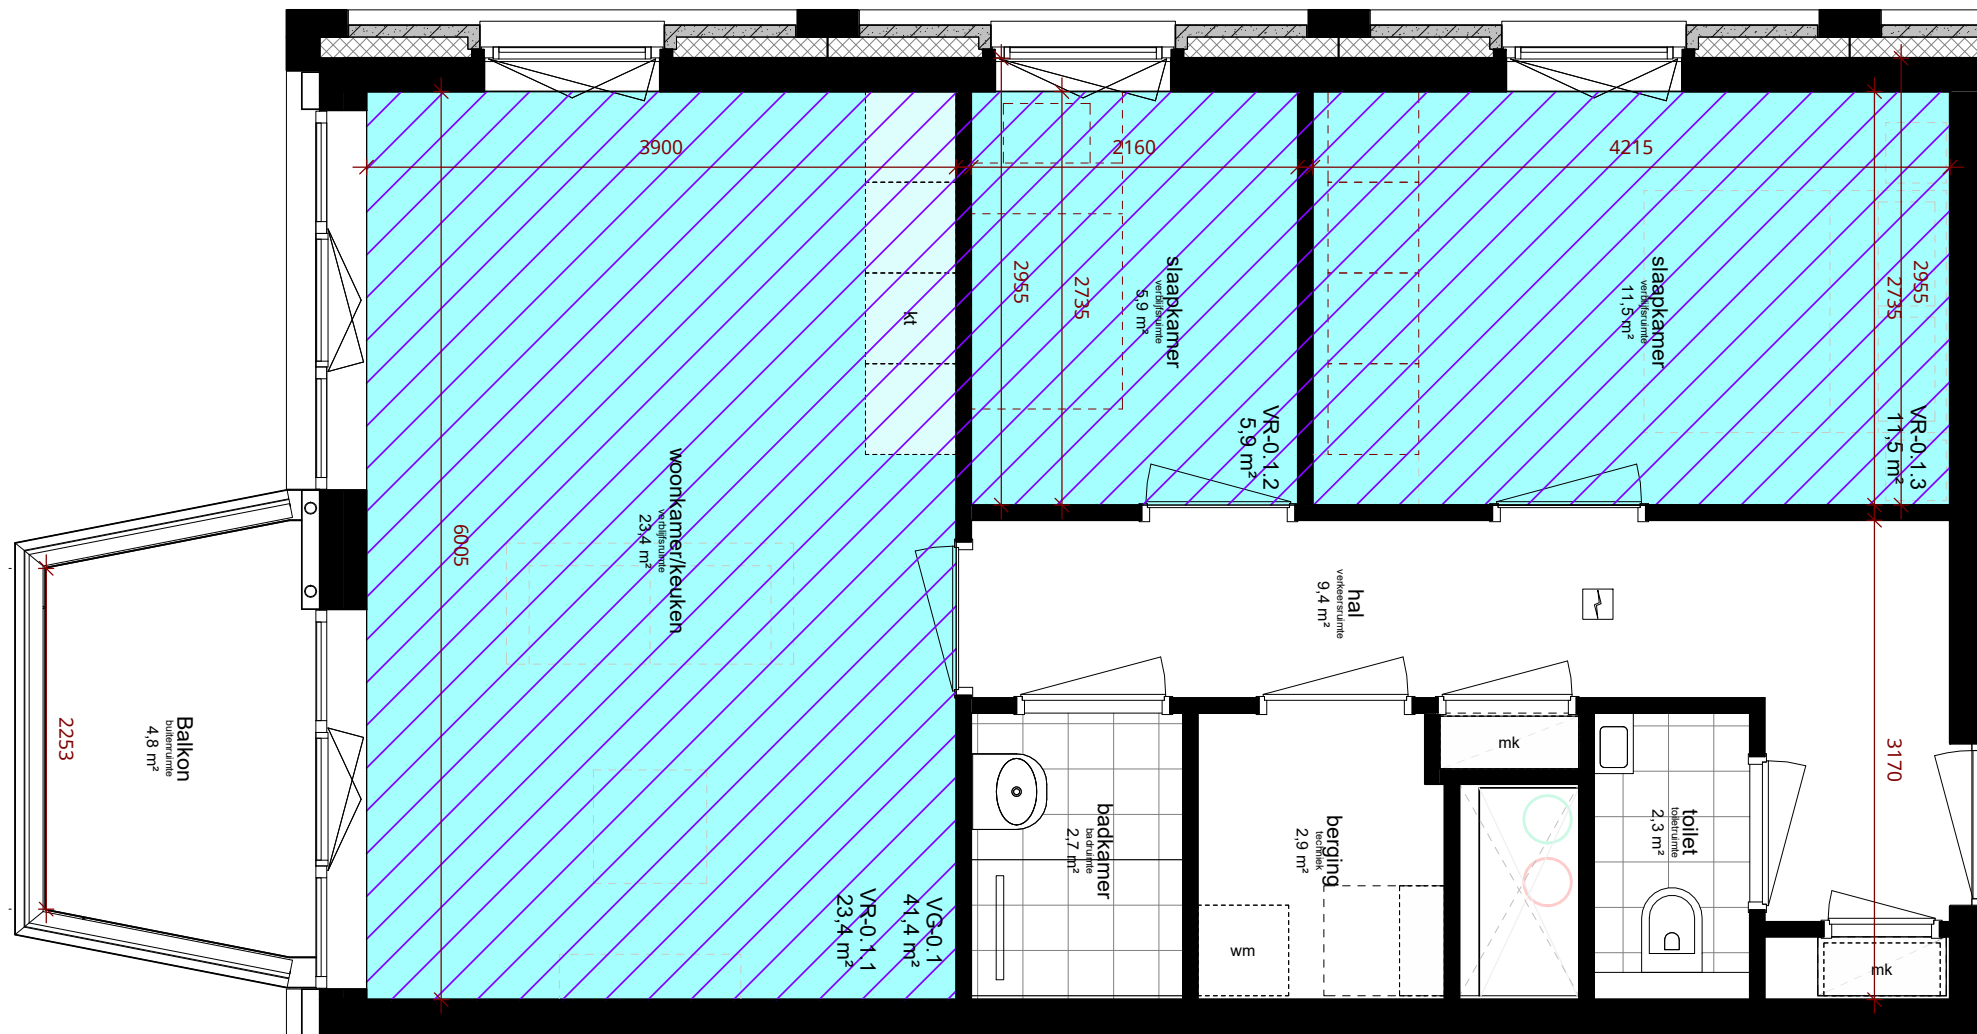 3900
2160
4215
2955
2735
2955
2735
kt
slaapkamer
verblijfsruimte
5,9 m²
slaapkamer
verblijfsruimte
11,5 m²
VR-0.1.2
5,9 m²
VR-0.1.3
11,5 m²
woonkamer/keuken
verblijfsruimte
23,4 m²
6005
hal
verkeersruimte
9,4 m²
Balkon
buitenruimte
4,8 m²
2253
3170
mk
badkamer
badruimte
2,7 m²
berging
techniek
2,9 m²
toilet
toiletruimte
2,3 m²
VG-0.1
41,4 m²
VR-0.1.1
23,4 m²
wm
mk